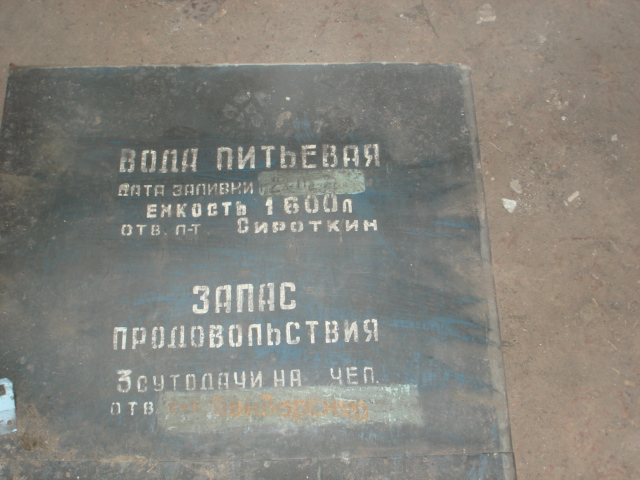 ВОДА ПИТЬЕВАЯ
ДАТА ЗАЛИВКИ
ЕМКОСТЬ 1600л
ОТВ. П-Т СИРОТКИН
ЗАПАС
ПРОДОВОЛЬСТВИЯ
3 СУТОДАЧИ НА ЧЕЛ.
ОТВ.